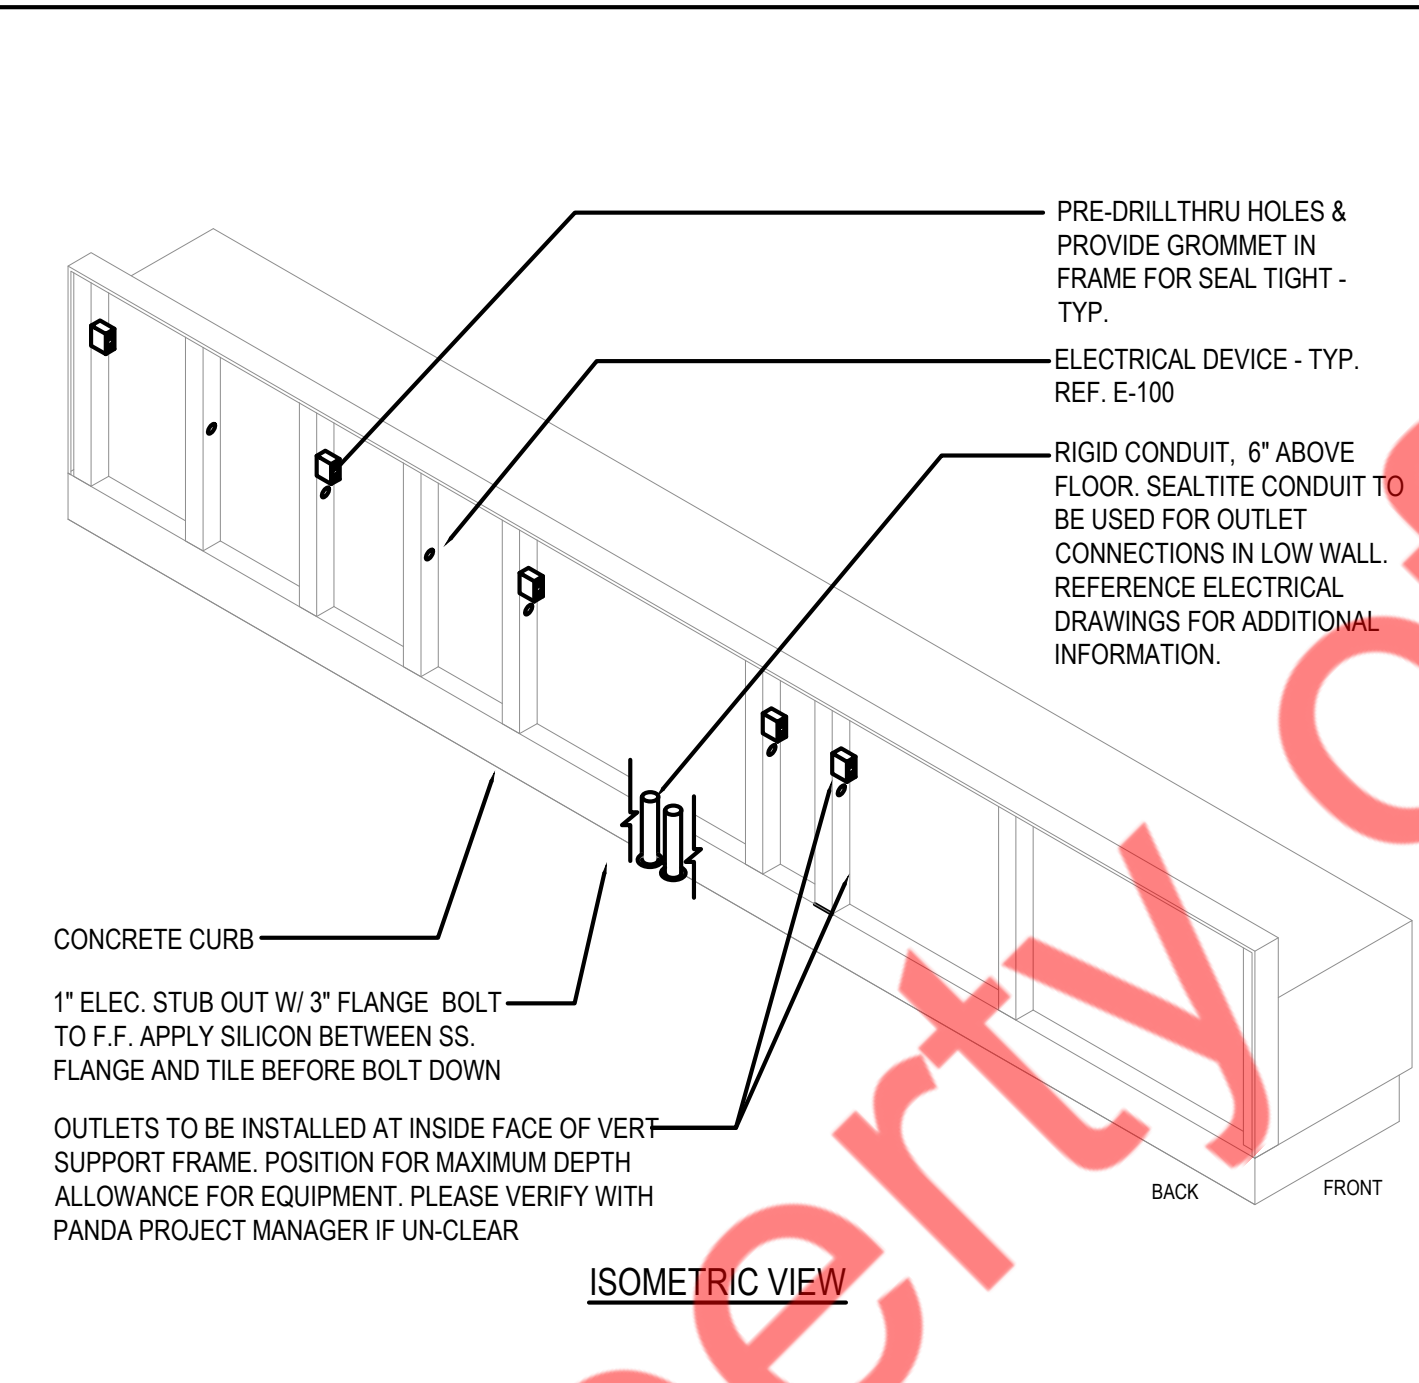 PRE-DRILLTHRU HOLES &
PROVIDE GROMMET IN
FRAME FOR SEAL TIGHT -
TYP.
ELECTRICAL DEVICE - TYP.
REF. E-100
RIGID CONDUIT, 6" ABOVE
FLOOR. SEALTITE CONDUIT TO
BE USED FOR OUTLET
CONNECTIONS IN LOW WALL.
REFERENCE ELECTRICAL
DRAWINGS FOR ADDITIONAL
INFORMATION.
CONCRETE CURB
1" ELEC. STUB OUT W/ 3" FLANGE BOLT
TO F.F. APPLY SILICON BETWEEN SS.
FLANGE AND TILE BEFORE BOLT DOWN
OUTLETS TO BE INSTALLED AT INSIDE FACE OF VERT
SUPPORT FRAME. POSITION FOR MAXIMUM DEPTH
ALLOWANCE FOR EQUIPMENT. PLEASE VERIFY WITH
PANDA PROJECT MANAGER IF UN-CLEAR
BACK
FRONT
ISOMETRIC VIEW